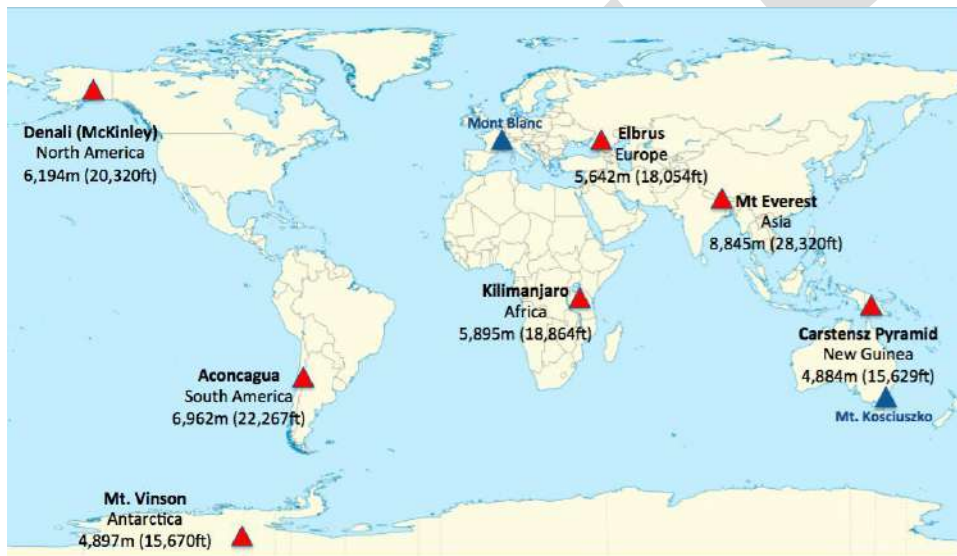 Denali (McKinley)
North America
6,194m (20,320ft)
Mont Blanc
Elbrus
Europe
5,642m (18,054ft)
Mt Everest
Asia
8,845m (28,320ft)
Kilimanjaro
Africa
5,895m (18,864ft)
Carstensz Pyramid
New Guinea
4,884m (15,629ft)
Mt. Kosciuszko
Aconcagua
South America
6,962m (22,267ft)
Mt. Vinson
Antarctica
4,897m (15,670ft)